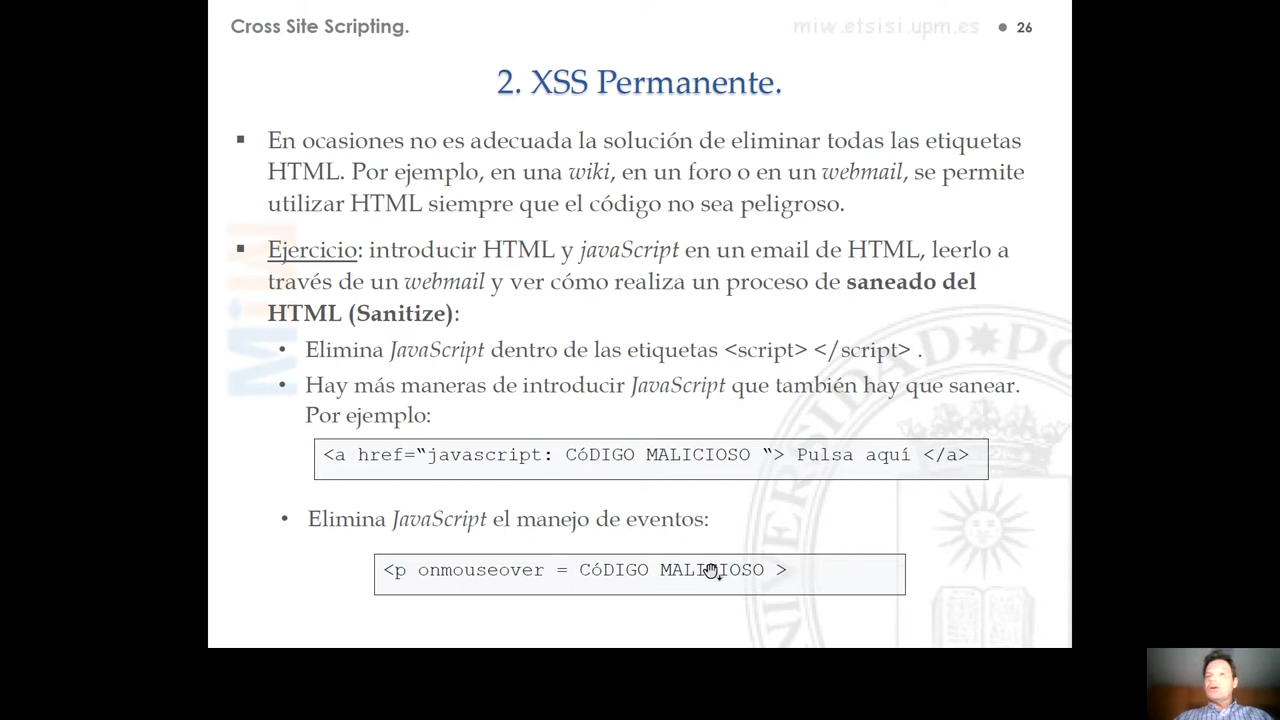 Cross Site Scripting.
miw.etsisi.upm.es
26
2. XSS Permanente.
En ocasiones no es adecuada la solución de eliminar todas las etiquetas
HTML. Por ejemplo, en una wiki, en un foro o en un webmail, se permite
utilizar HTML siempre que el código no sea peligroso.
Ejercicio: introducir HTML y javaScript en un email de HTML, leerlo a
través de un webmail y ver cómo realiza un proceso de saneado del
HTML (Sanitize):
Elimina JavaScript dentro de las etiquetas <script> </script> .
Hay más maneras de introducir JavaScript que también hay que sanear.
Por ejemplo:
<a href=“javascript: CóDIGO MALICIOSO “> Pulsa aquí </a>
Elimina JavaScript el manejo de eventos:
<p onmouseover = CóDIGO MALICIOSO >
MiW
UNIVERSIDAD PO